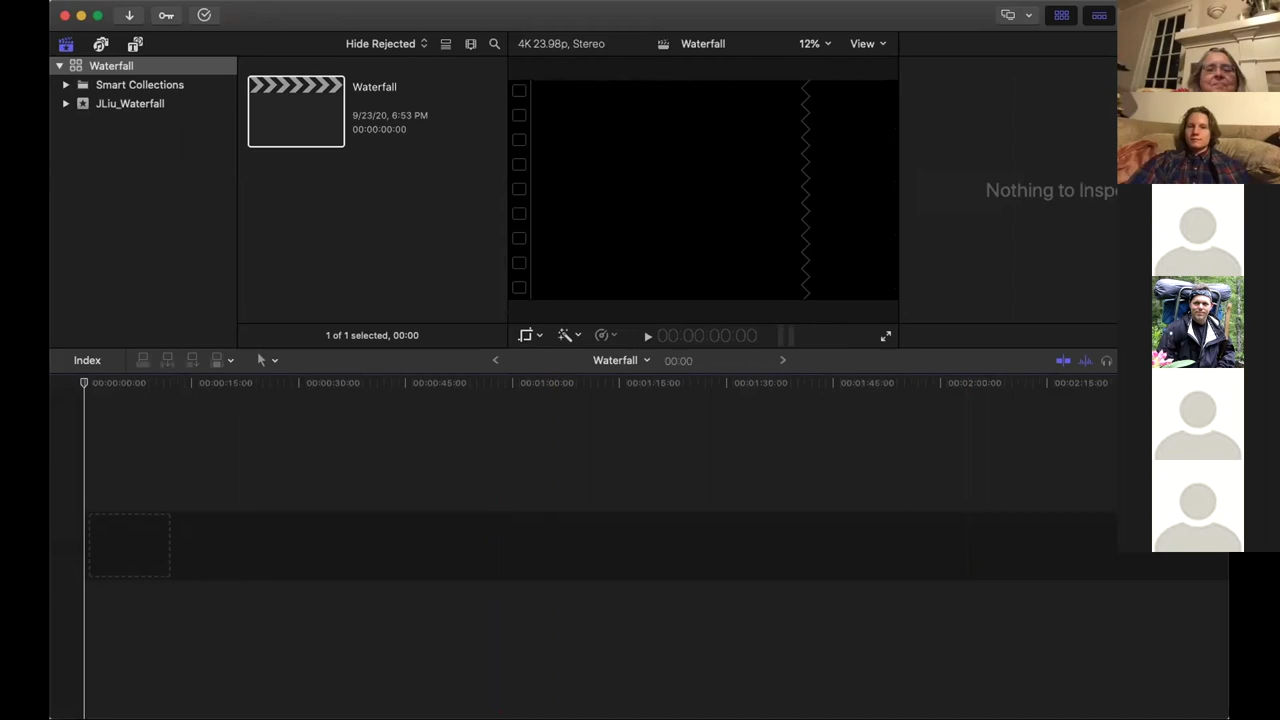 Hide Rejected
4K 23.98p, Stereo
Waterfall
12%
View
Waterfall
Smart Collections
JLiu_Waterfall
Waterfall
9/23/20, 6:53 PM
00:00:00:00
Nothing to Inspe
1 of 1 selected, 00:00
00:00:00:00
Index
Waterfall
00:00
00:00:00:00
00:00:15:00
00:00:30:00
00:00:45:00
00:01:00:00
00:01:15:00
00:01:30:00
00:01:45:00
00:02:00:00
00:02:15:00